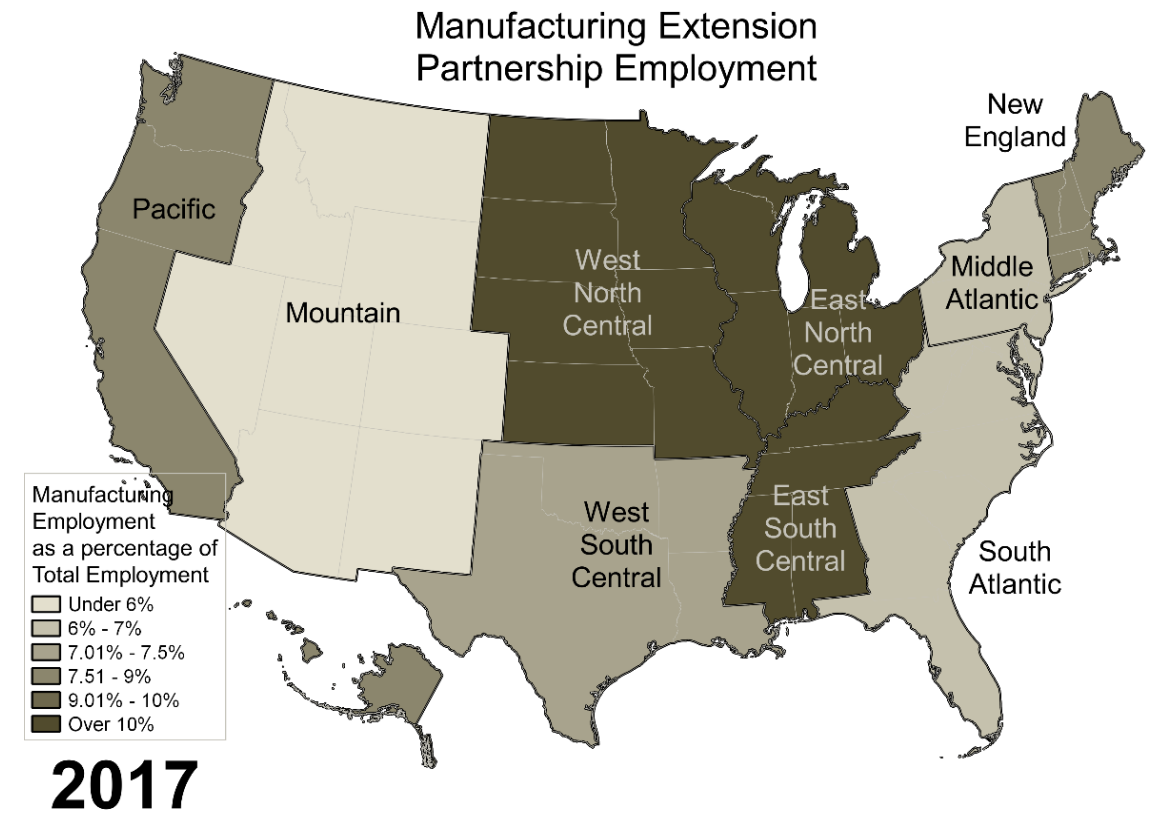 Manufacturing Extension
Partnership Employment
New
England
Pacific
Middle
Atlantic
West
North
Central
East
North
Central
Mountain
West
South
Central
East
South
Central
South
Atlantic
Manufacturing
Employment
as a percentage of
Total Employment
Under 6%
6% - 7%
7.01% - 7.5%
7.51 - 9%
9.01% - 10%
Over 10%
2017